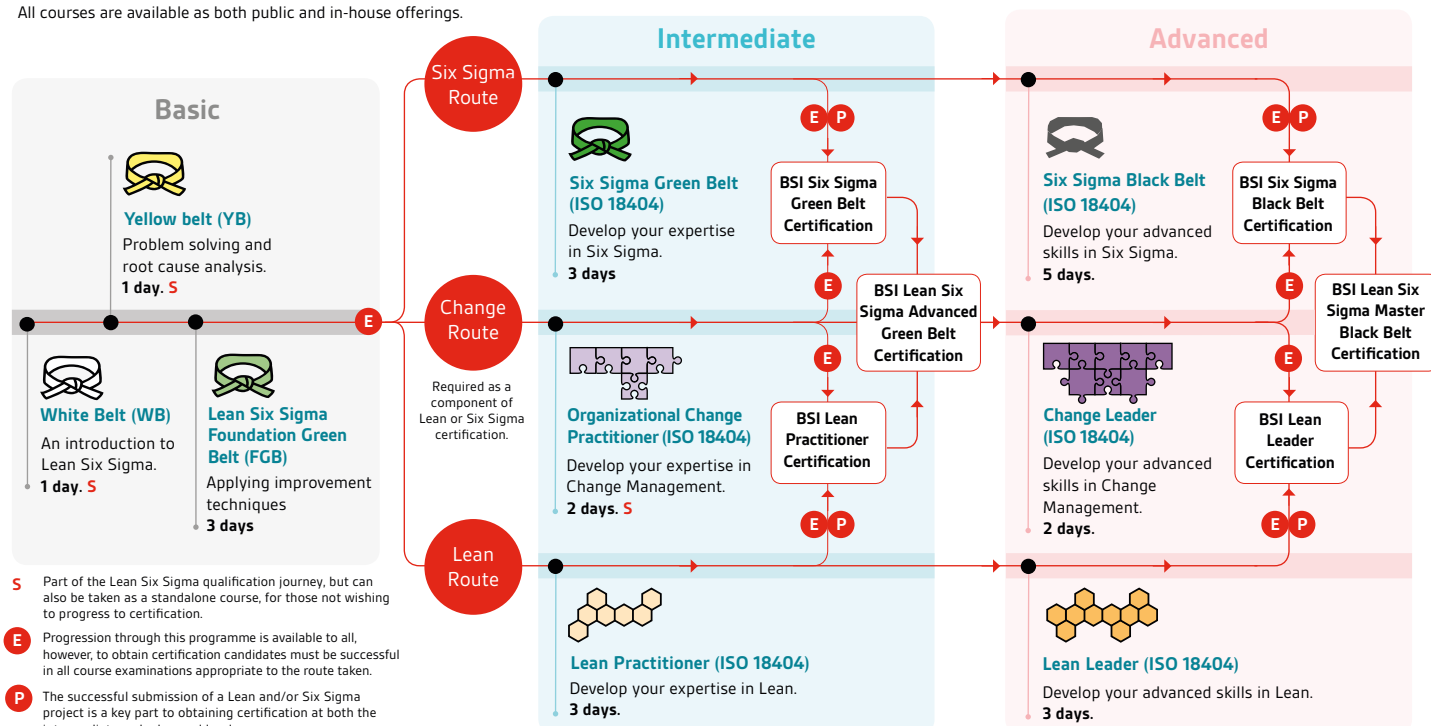 All courses are available as both public and in-house offerings.
Basic
Yellow belt (YB)
Problem solving and
root cause analysis.
1 day. S
E
White Belt (WB)
An introduction to
Lean Six Sigma.
1 day. S
Lean Six Sigma
Foundation Green
Belt (FGB)
Applying improvement
techniques
3 days
S Part of the Lean Six Sigma qualification journey, but can
also be taken as a standalone course, for those not wishing
to progress to certification.
E Progression through this programme is available to all,
however, to obtain certification candidates must be successful
in all course examinations appropriate to the route taken.
P The successful submission of a Lean and/or Six Sigma
project is a key part to obtaining certification at both the
Six Sigma
Route
Change
Route
Required as a
component of
Lean or Six Sigma
certification.
Lean
Route
Intermediate
Six Sigma Green Belt
(ISO 18404)
Develop your expertise
in Six Sigma.
3 days
E P
BSI Six Sigma
Green Belt
Certification
E
BSI Lean Six
Sigma Advanced
Green Belt
Certification
Organizational Change
Practitioner (ISO 18404)
Develop your expertise in
Change Management.
2 days. S
E
BSI Lean
Practitioner
Certification
E P
Lean Practitioner (ISO 18404)
Develop your expertise in Lean.
3 days.
Advanced
Six Sigma Black Belt
(ISO 18404)
Develop your advanced
skills in Six Sigma.
5 days.
E P
BSI Six Sigma
Black Belt
Certification
E
BSI Lean Six
Sigma Master
Black Belt
Certification
Change Leader
(ISO 18404)
Develop your advanced
skills in Change
Management.
2 days.
E
BSI Lean
Leader
Certification
E P
Lean Leader (ISO 18404)
Develop your advanced skills in Lean.
3 days.